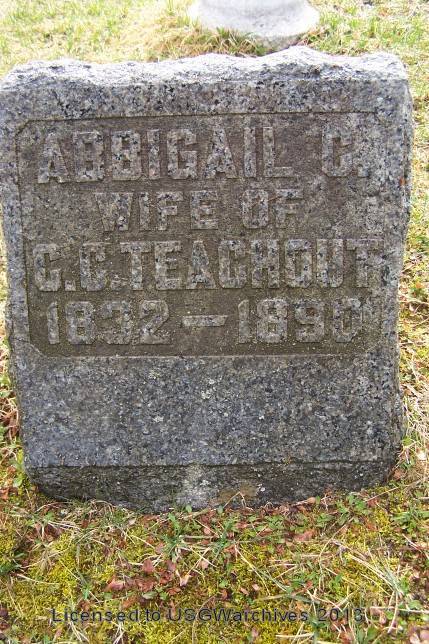 ABBIGAIL C.
WIFE OF
C.C. TEACHOUT
1832 — 1890
Licensed to USGWarchives 2013